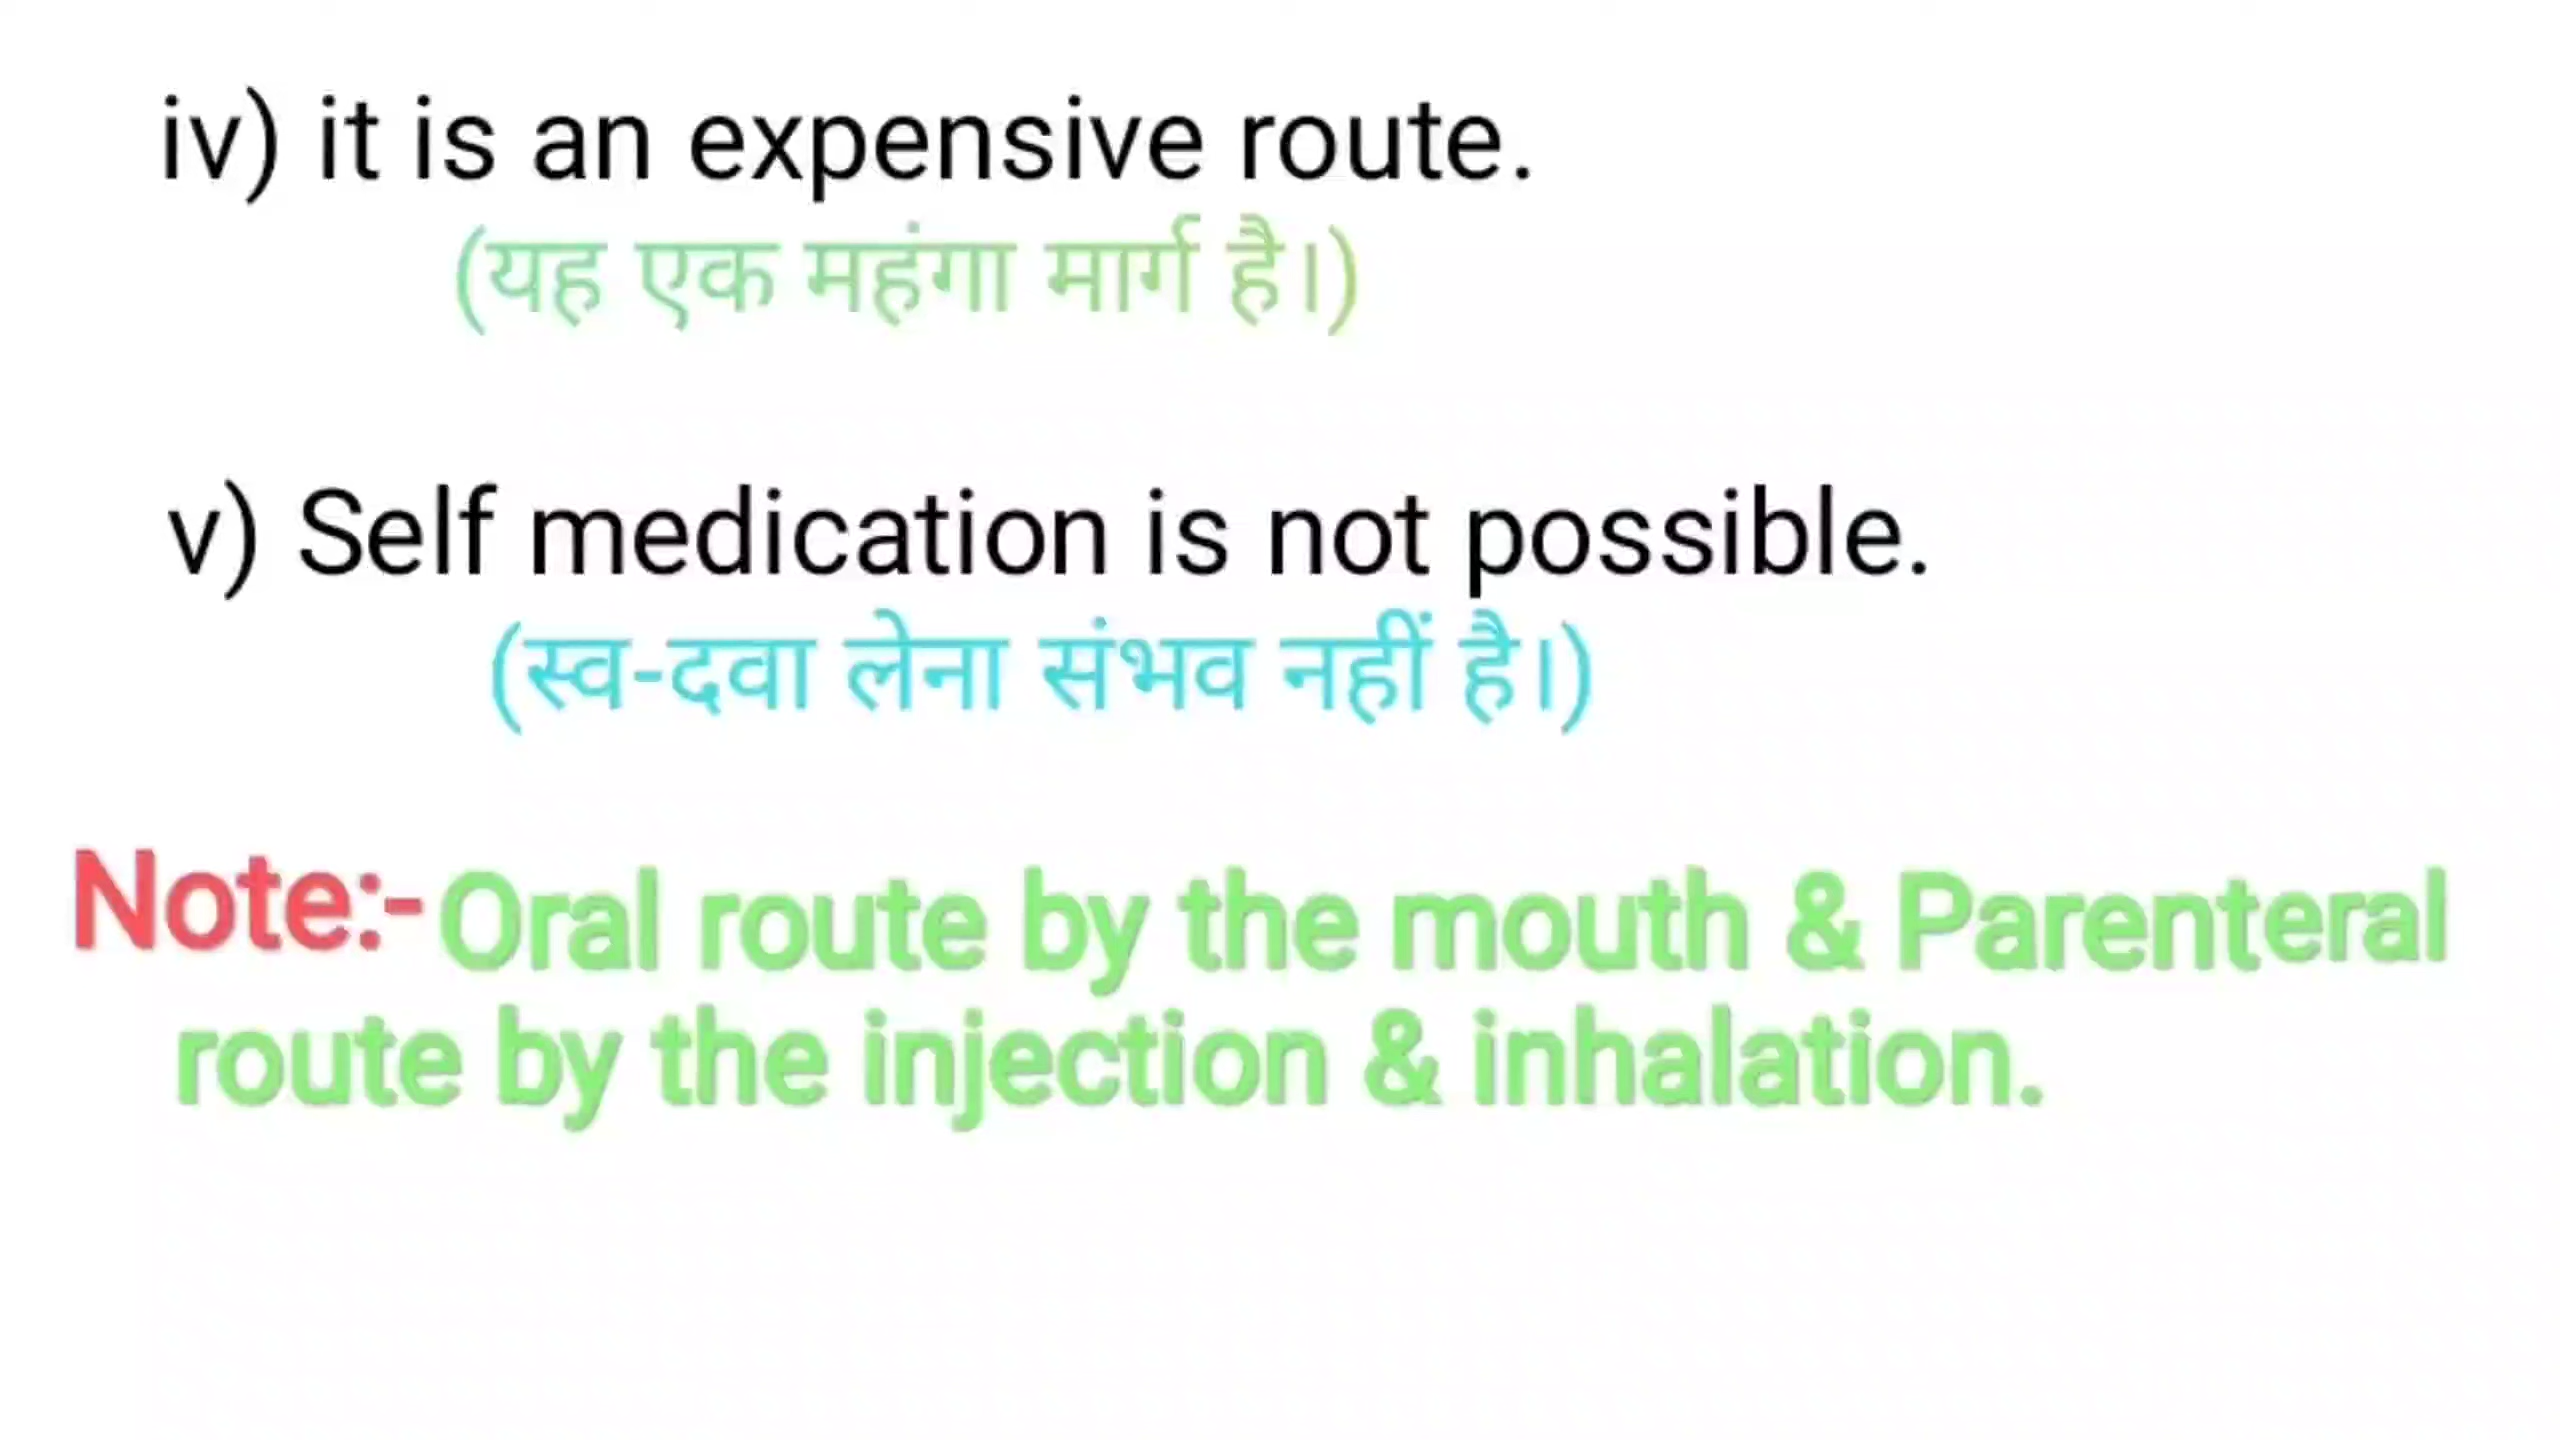 iv) it is an expensive route.
(यह एक महंगा मार्ग है।)
v) Self medication is not possible.
(स्व-दवा लेना संभव नहीं है।)
Note:- Oral route by the mouth & Parenteral
route by the injection & inhalation.